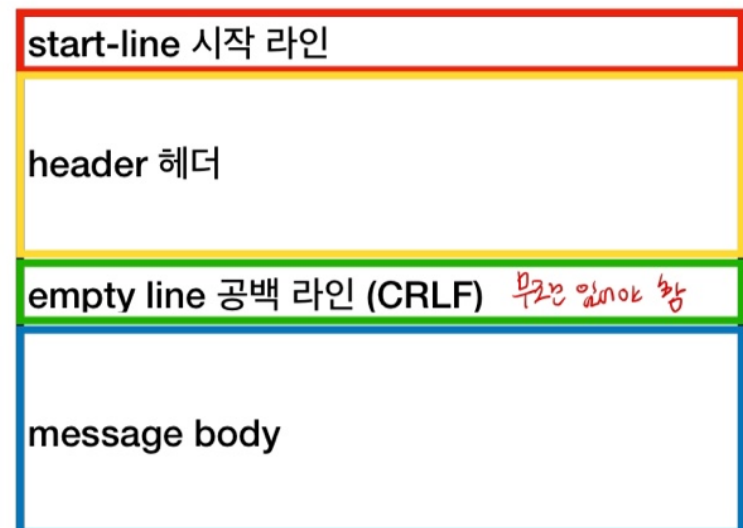 start-line 시작 라인
header 헤더
empty line 공백 라인 (CRLF) 무조건 있어야 함
message body